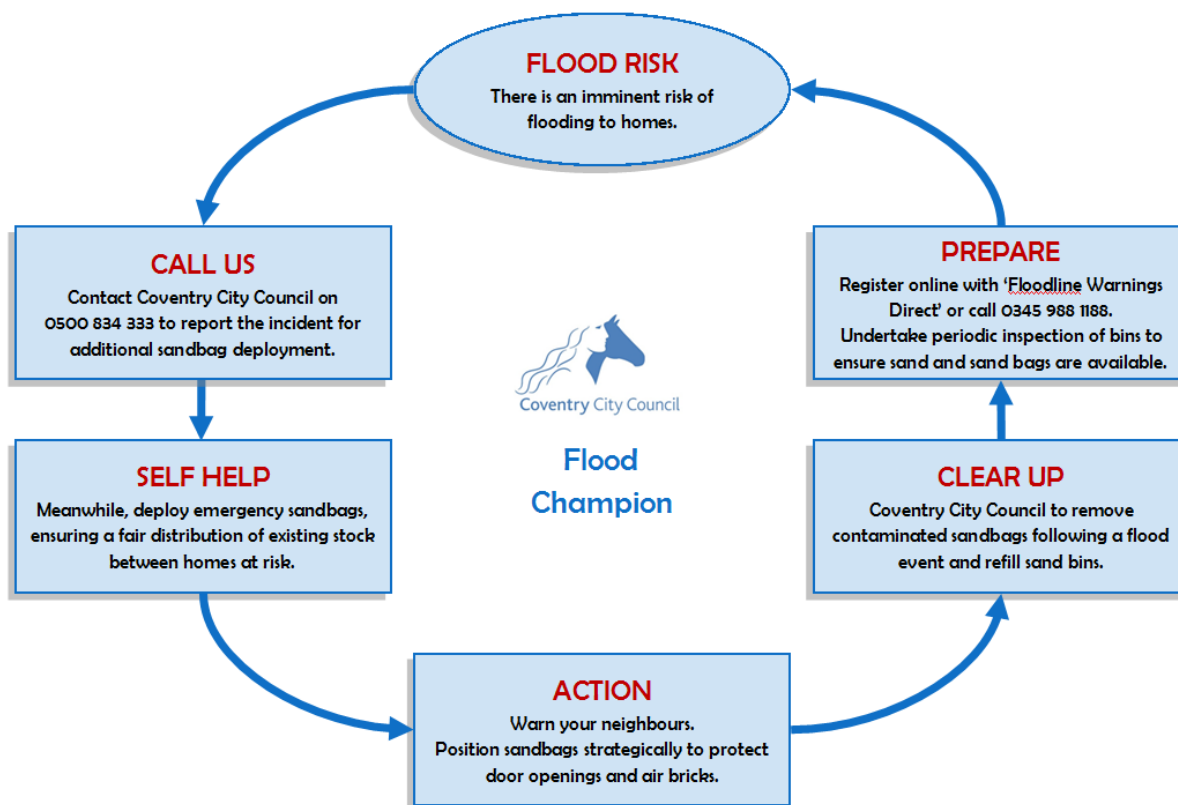 FLOOD RISK
There is an imminent risk of
flooding to homes.
CALL US
Contact Coventry City Council on
0500 834 333 to report the incident for
additional sandbag deployment.
SELF HELP
Meanwhile, deploy emergency sandbags,
ensuring a fair distribution of existing stock
between homes at risk.
ACTION
Warn your neighbours.
Position sandbags strategically to protect
door openings and air bricks.
CLEAR UP
Coventry City Council to remove
contaminated sandbags following a flood
event and refill sand bins.
PREPARE
Register online with ‘Floodline Warnings
Direct’ or call 0345 988 1188.
Undertake periodic inspection of bins to
ensure sand and sand bags are available.
Coventry City Council
Flood
Champion